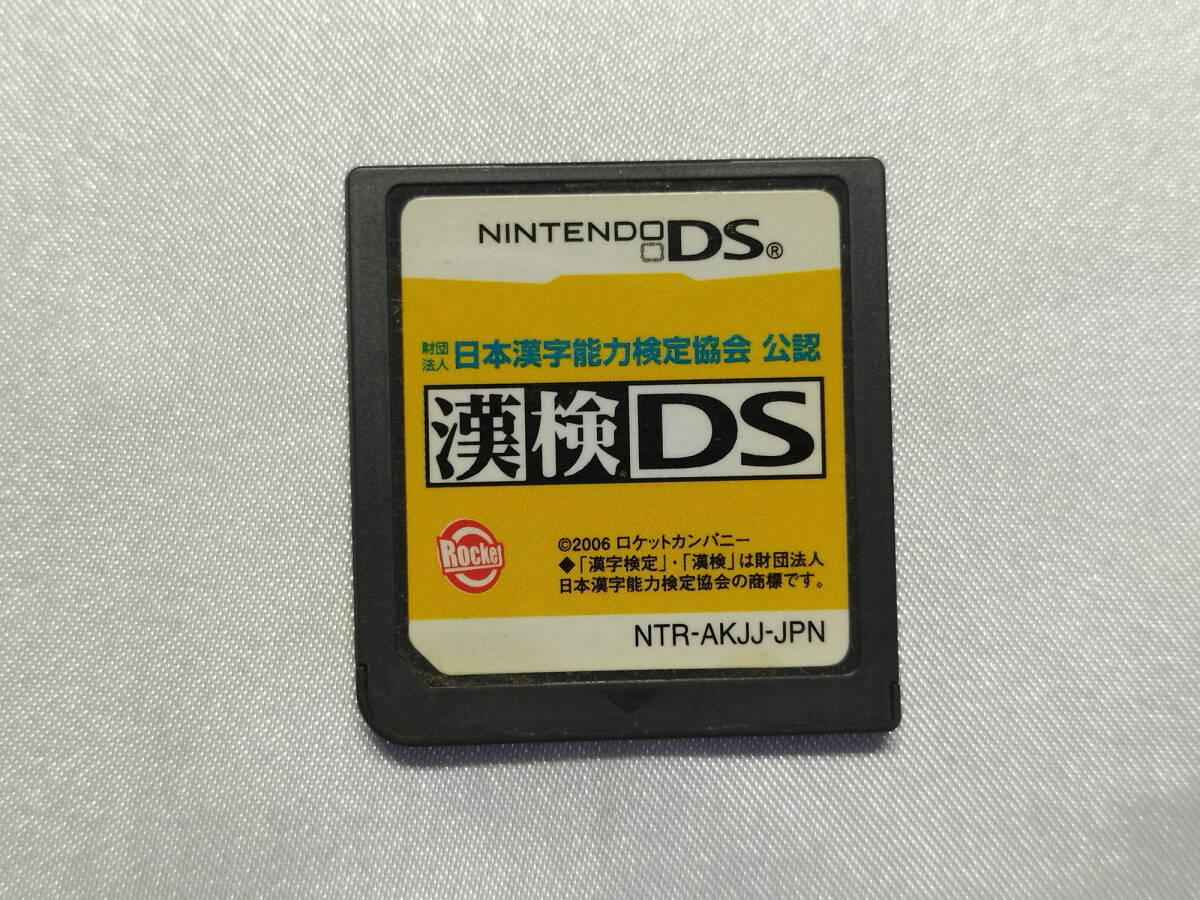 NINTENDO DS®
財団法人 日本漢字能力検定協会 公認
漢検®DS
Rocket
©2006 ロケットカンパニー
◆「漢字検定」・「漢検」は財団法人
日本漢字能力検定協会の商標です。
NTR-AKJJ-JPN